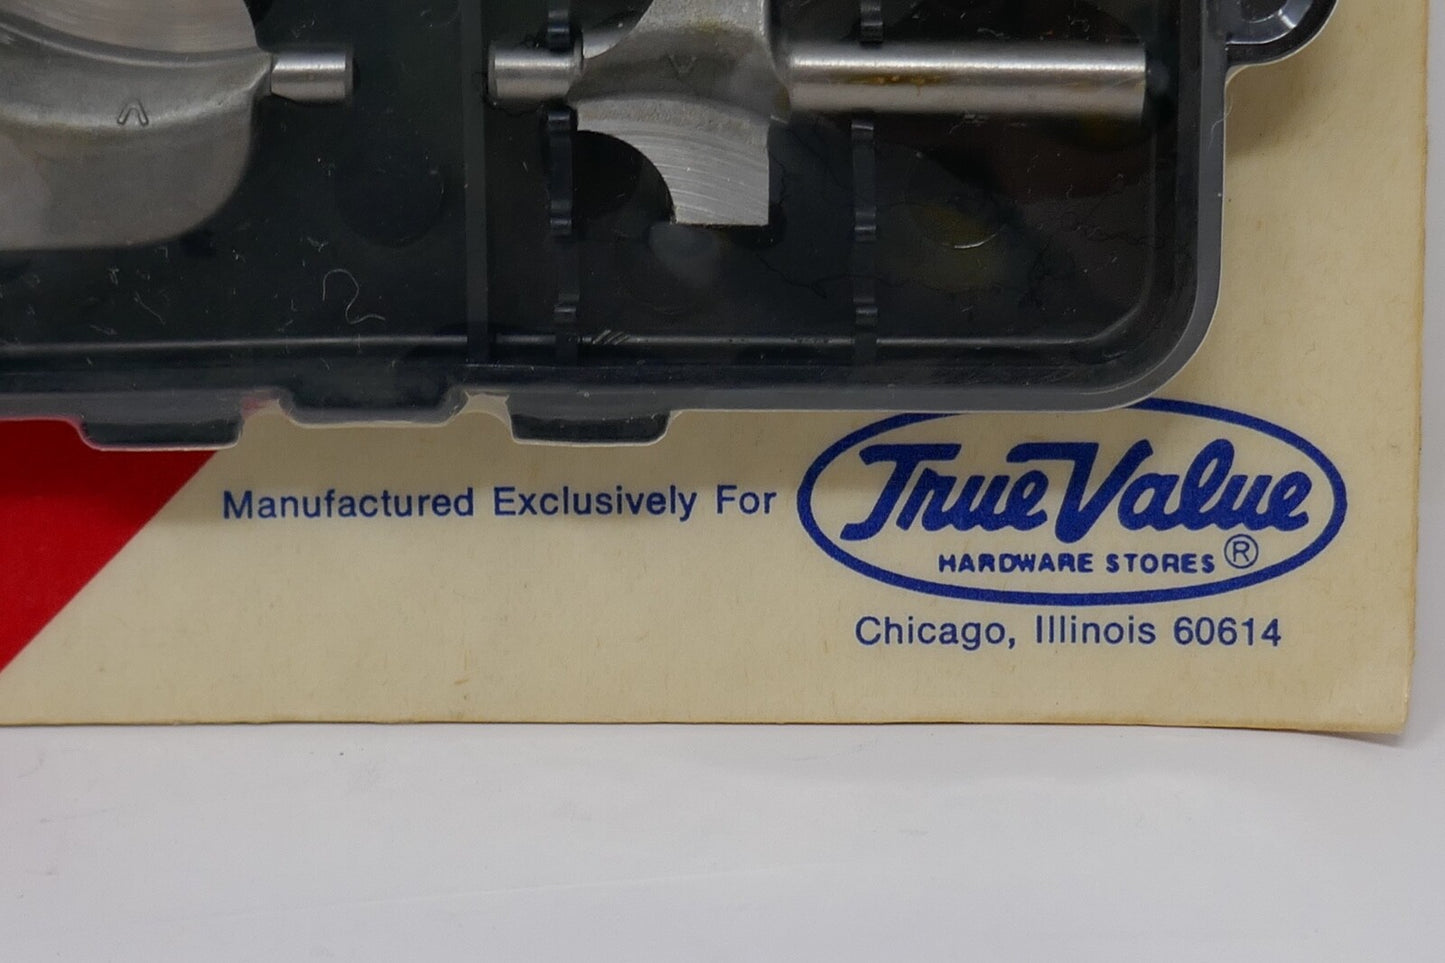 Manufactured Exclusively For
True Value
HARDWARE STORES ®
Chicago, Illinois 60614